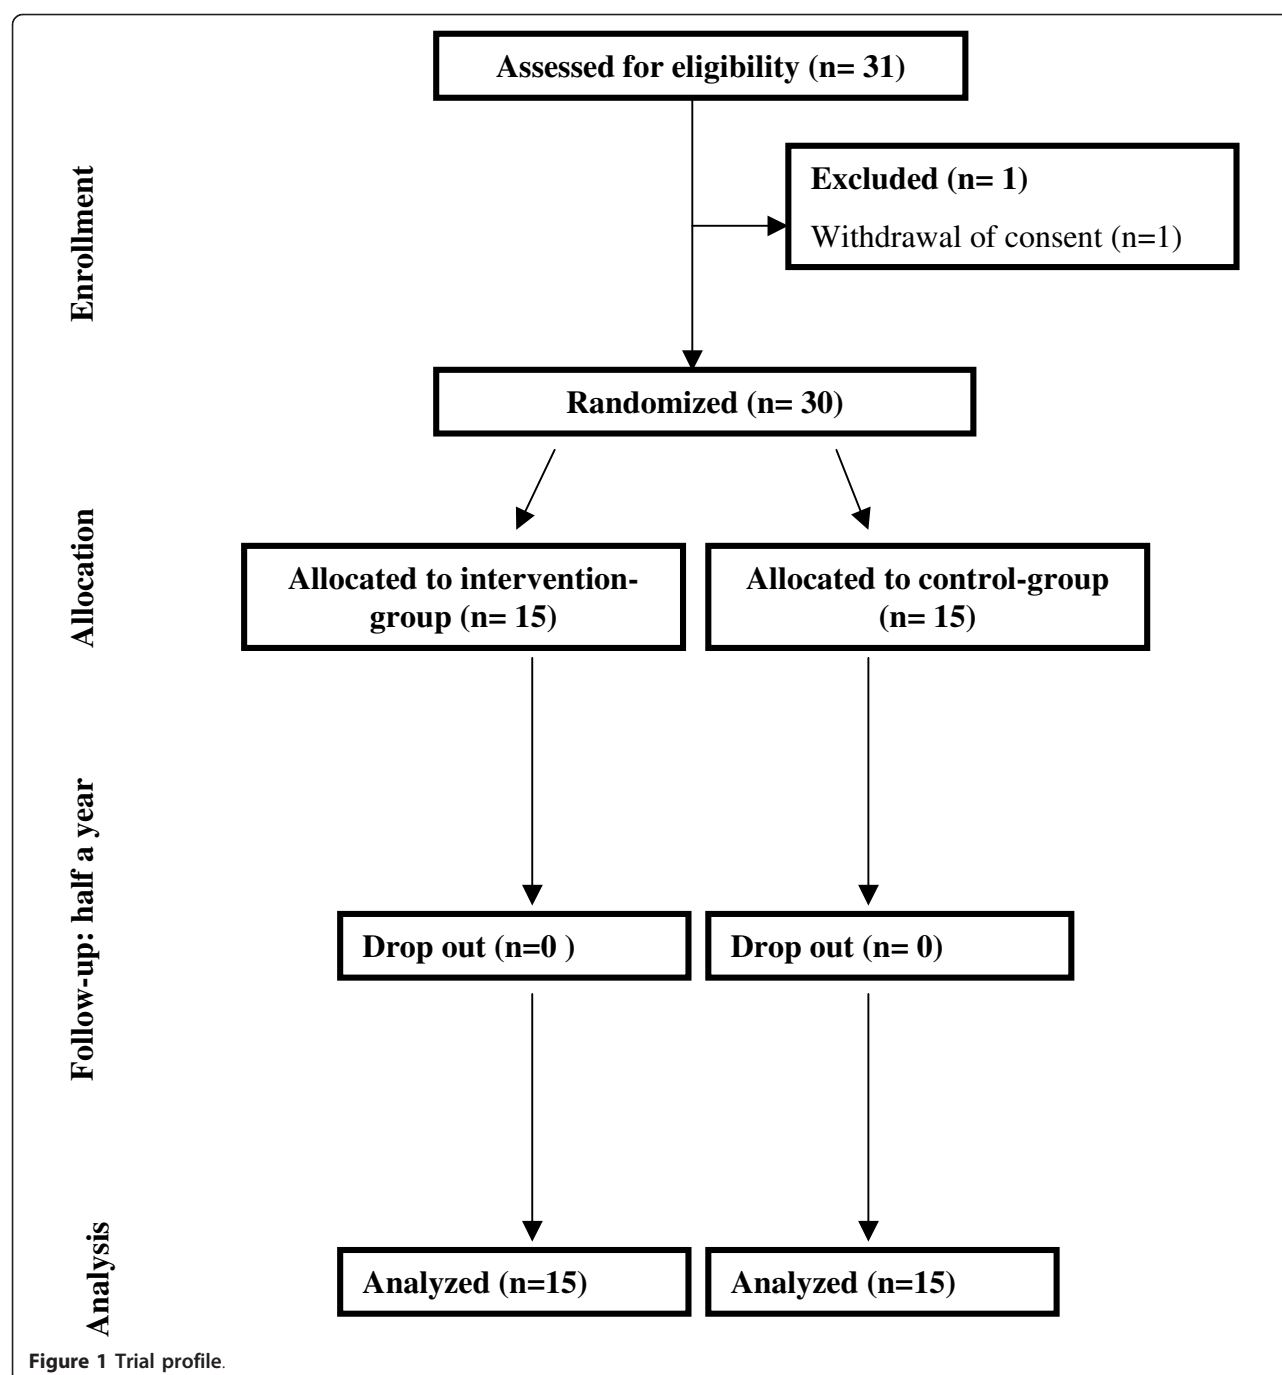 Assessed for eligibility (n= 31)
Enrollment
Excluded (n= 1)
Withdrawal of consent (n=1)
Randomized (n= 30)
Allocation
Allocated to intervention-
group (n= 15)
Allocated to control-group
(n= 15)
Follow-up: half a year
Drop out (n=0 )
Drop out (n= 0)
Analysis
Analyzed (n=15)
Analyzed (n=15)
Figure 1 Trial profile.